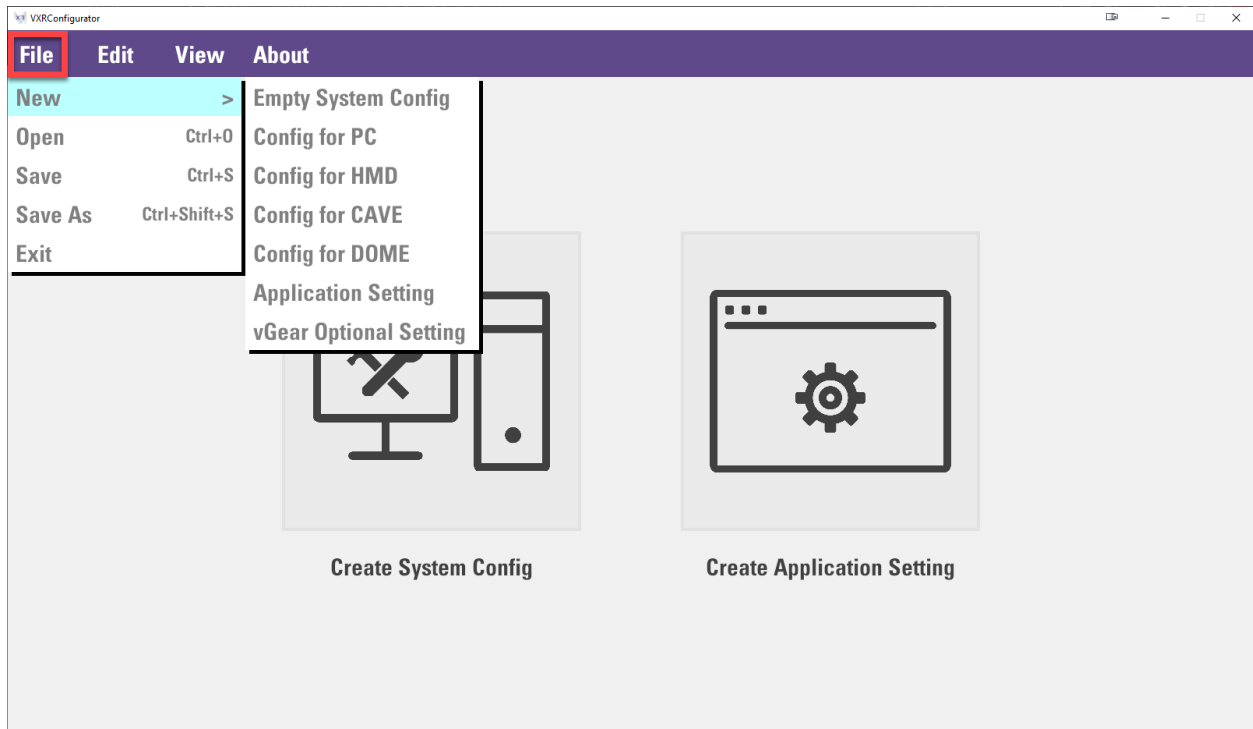 VXRConfigurator
File Edit View About
New >
Open Ctrl+O
Save Ctrl+S
Save As Ctrl+Shift+S
Exit
Empty System Config
Config for PC
Config for HMD
Config for CAVE
Config for DOME
Application Setting
vGear Optional Setting
Create System Config
Create Application Setting